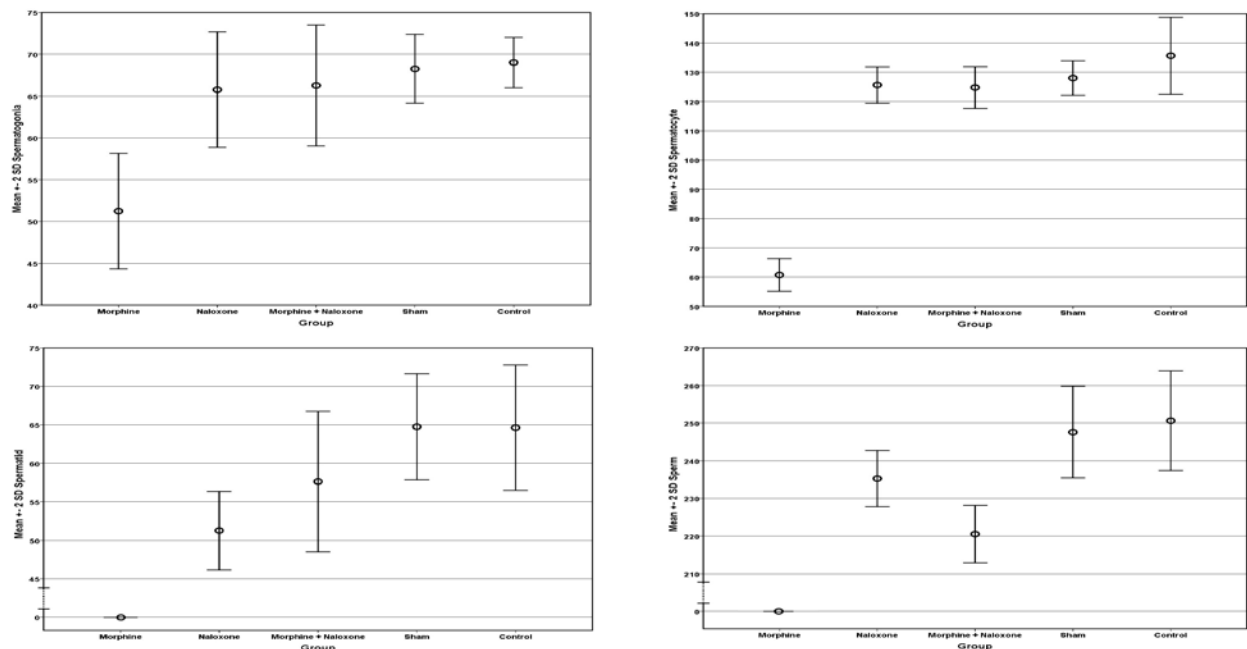 Mean +- 2 SD Spermatogonia
75
70
65
60
55
50
45
40
Morphine Naloxone Morphine + Naloxone Sham Control
Group
Mean +- 2 SD Spermatocyte
150
140
130
120
110
100
90
80
70
60
50
Morphine Naloxone Morphine + Naloxone Sham Control
Group
Mean +- 2 SD Spermatid
75
70
65
60
55
50
45
0
Morphine Naloxone Morphine + Naloxone Sham Control
Group
Mean +- 2 SD Sperm
270
260
250
240
230
220
210
0
Morphine Naloxone Morphine + Naloxone Sham Control
Group